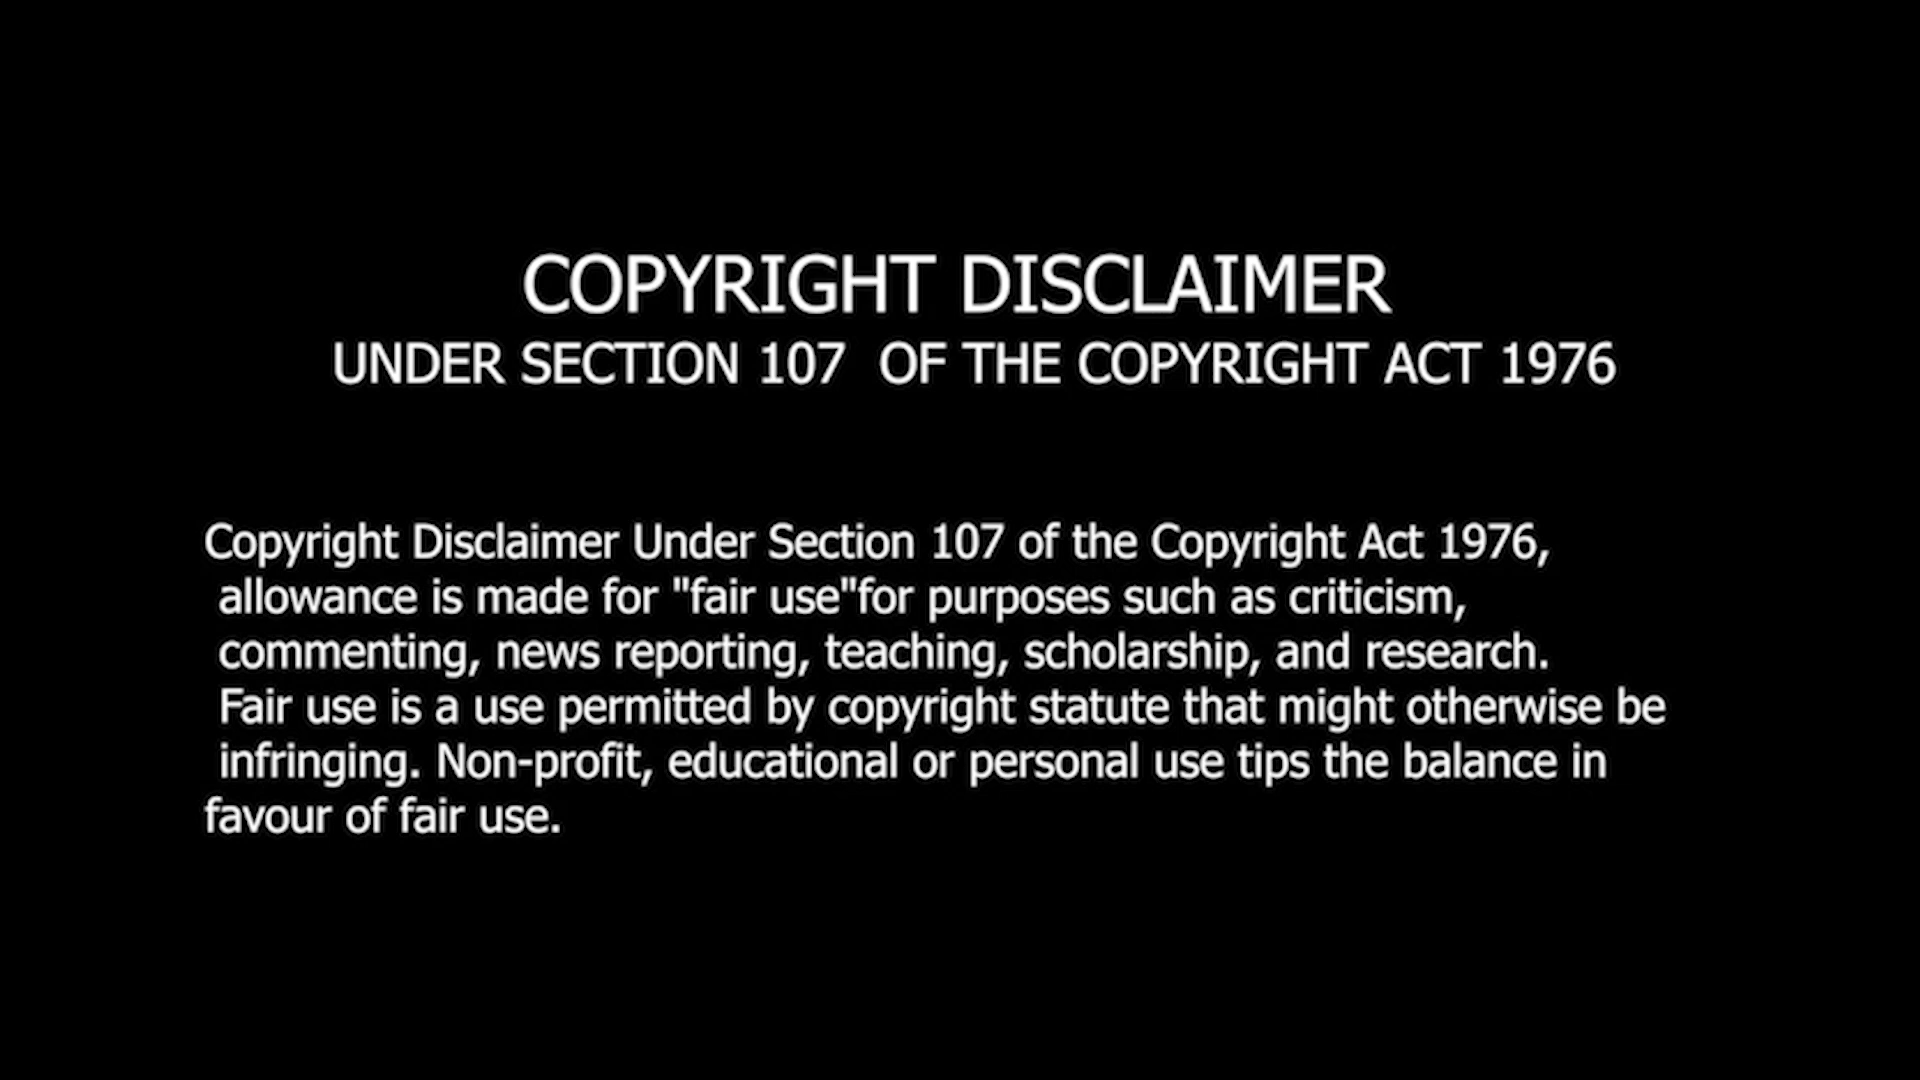 COPYRIGHT DISCLAIMER
UNDER SECTION 107  OF THE COPYRIGHT ACT 1976
Copyright Disclaimer Under Section 107 of the Copyright Act 1976,
allowance is made for "fair use"for purposes such as criticism,
commenting, news reporting, teaching, scholarship, and research.
Fair use is a use permitted by copyright statute that might otherwise be
infringing. Non-profit, educational or personal use tips the balance in
favour of fair use.